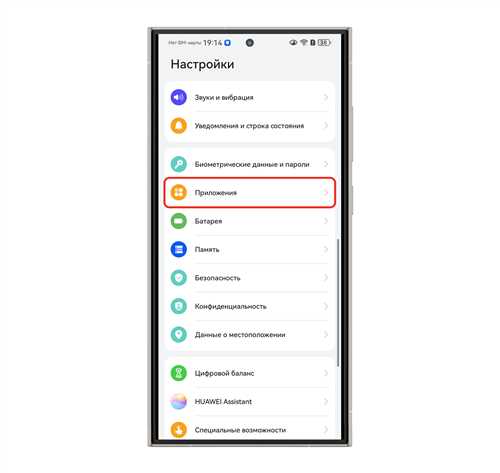 Нет SIM-карты 19:14 36
Настройки
Звуки и вибрация
Уведомления и строка состояния
Биометрические данные и пароли
Приложения
Батарея
Память
Безопасность
Конфиденциальность
Данные о местоположении
Цифровой баланс
HUAWEI Assistant
Специальные возможности